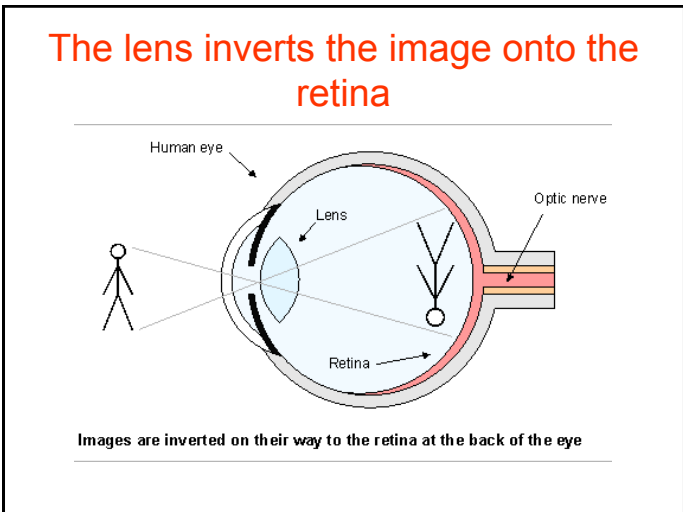 The lens inverts the image onto the
retina
Human eye
Optic nerve
Lens
Retina
Images are inverted on their way to the retina at the back of the eye